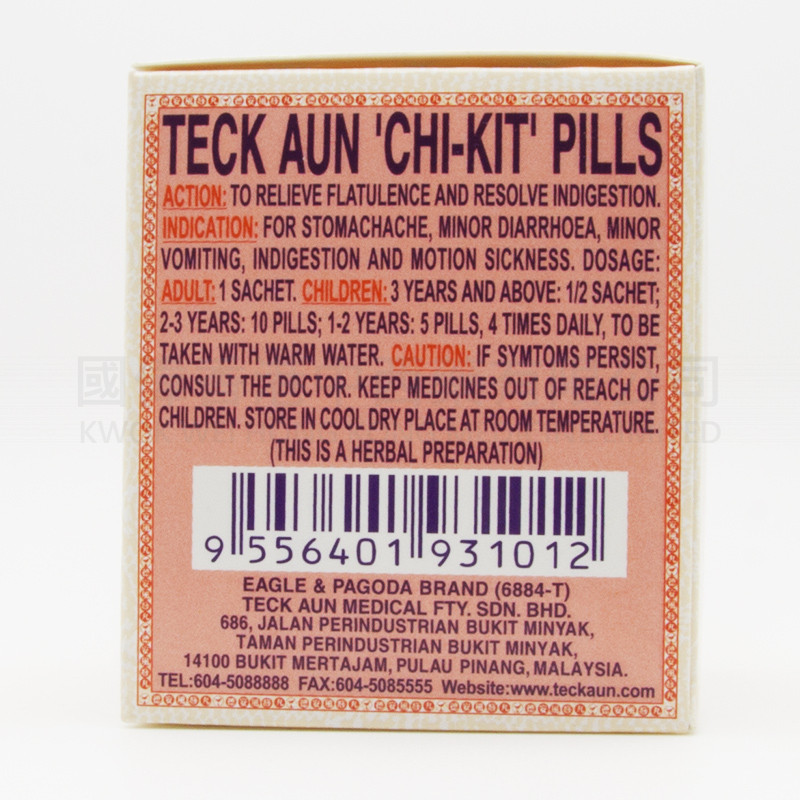 TECK AUN 'CHI-KIT' PILLS
ACTION: TO RELIEVE FLATULENCE AND RESOLVE INDIGESTION.
INDICATION: FOR STOMACHACHE, MINOR DIARRHOEA, MINOR
VOMITING, INDIGESTION AND MOTION SICKNESS. DOSAGE:
ADULT: 1 SACHET. CHILDREN: 3 YEARS AND ABOVE: 1/2 SACHET;
2-3 YEARS: 10 PILLS; 1-2 YEARS: 5 PILLS, 4 TIMES DAILY, TO BE
TAKEN WITH WARM WATER. CAUTION: IF SYMTOMS PERSIST,
CONSULT THE DOCTOR. KEEP MEDICINES OUT OF REACH OF
CHILDREN. STORE IN COOL DRY PLACE AT ROOM TEMPERATURE.
(THIS IS A HERBAL PREPARATION)
9 556401 931012
EAGLE & PAGODA BRAND (6884-T)
TECK AUN MEDICAL FTY. SDN. BHD.
686, JALAN PERINDUSTRIAN BUKIT MINYAK,
TAMAN PERINDUSTRIAN BUKIT MINYAK,
14100 BUKIT MERTAJAM, PULAU PINANG, MALAYSIA.
TEL:604-5088888 FAX:604-5085555 Website:www.teckaun.com